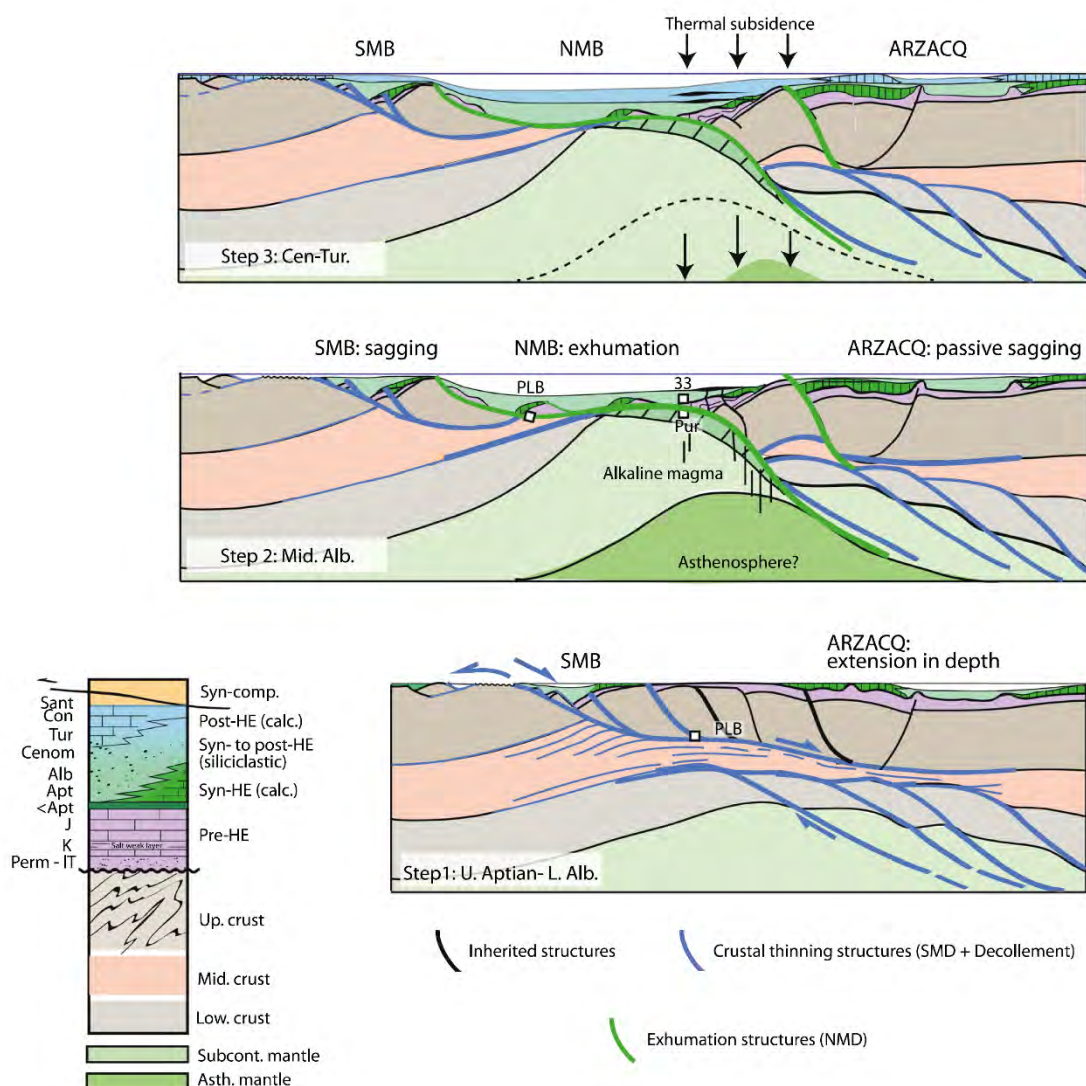 Thermal subsidence
SMB
NMB
ARZACQ
Step 3: Cen-Tur.
SMB: sagging
NMB: exhumation
ARZACQ: passive sagging
PLB
33
Pur
Alkaline magma
Asthenosphere?
Step 2: Mid. Alb.
SMB
ARZACQ:
extension in depth
PLB
Step1: U. Aptian- L. Alb.
Sant
Con
Tur
Cenom
Alb
Apt
<Apt
J
K
Perm - IT
Salt weak layer
Syn-comp.
Post-HE (calc.)
Syn- to post-HE
(siliciclastic)
Syn-HE (calc.)
Pre-HE
Up. crust
Mid. crust
Low. crust
Subcont. mantle
Asth. mantle
Inherited structures
Crustal thinning structures (SMD + Decollement)
Exhumation structures (NMD)